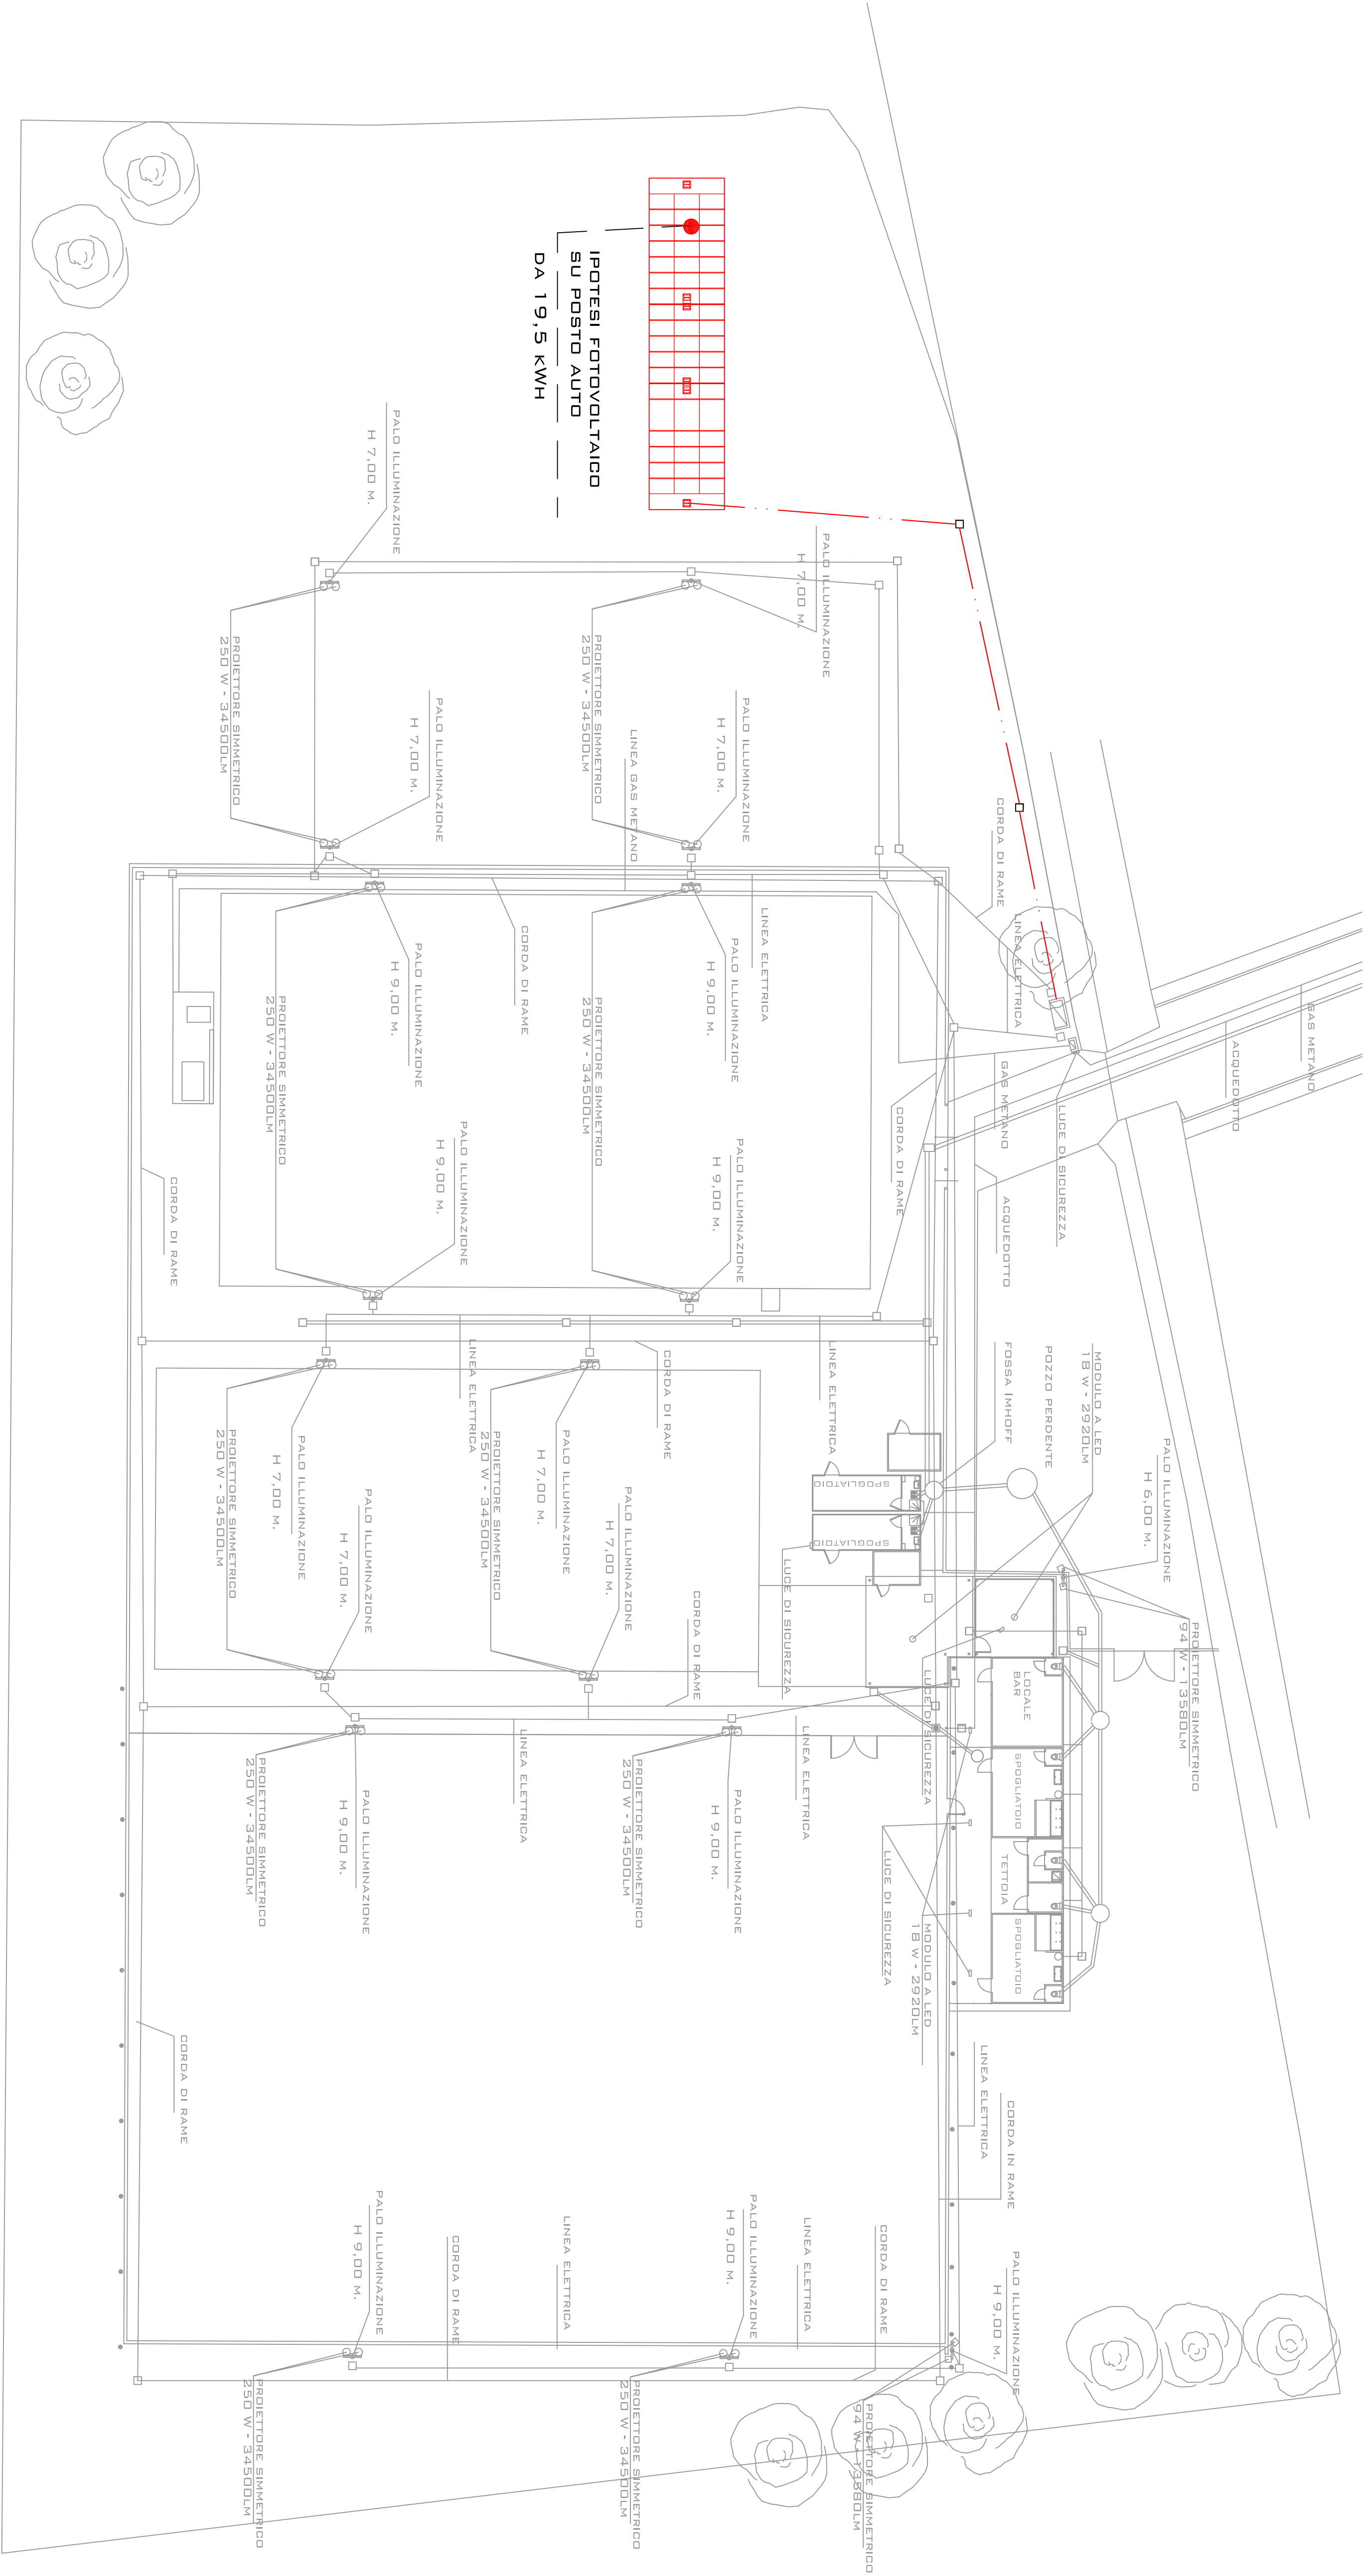 IPOTESI FOTOVOLTAICO
SU POSTO AUTO
DA 19,5 KWH
PALO ILLUMINAZIONE
H 7,00 M.
PALO ILLUMINAZIONE
H 7,00 M.
PROIETTORE SIMMETRICO
250 W - 34500LM
PROIETTORE SIMMETRICO
250 W - 34500LM
PALO ILLUMINAZIONE
H 7,00 M.
PALO ILLUMINAZIONE
H 7,00 M.
LINEA GAS METANO
CORDA DI RAME
LINEA ELETTRICA
LINEA ELETTRICA
CORDA DI RAME
PALO ILLUMINAZIONE
H 9,00 M.
PALO ILLUMINAZIONE
H 9,00 M.
PROIETTORE SIMMETRICO
250 W - 34500LM
PROIETTORE SIMMETRICO
250 W - 34500LM
GAS METANO
ACQUEDOTTO
GAS METANO
LUCE DI SICUREZZA
CORDA DI RAME
ACQUEDOTTO
PALO ILLUMINAZIONE
H 9,00 M.
PALO ILLUMINAZIONE
H 9,00 M.
CORDA DI RAME
LINEA ELETTRICA
CORDA DI RAME
LINEA ELETTRICA
FOSSA IMHOFF
POZZO PERDENTE
MODULO A LED
18 W - 2920LM
PALO ILLUMINAZIONE
H 6,00 M.
PROIETTORE SIMMETRICO
250 W - 34500LM
PALO ILLUMINAZIONE
H 7,00 M.
PALO ILLUMINAZIONE
H 7,00 M.
PROIETTORE SIMMETRICO
250 W - 34500LM
PALO ILLUMINAZIONE
H 7,00 M.
PALO ILLUMINAZIONE
H 7,00 M.
SPOGLIATOIO
SPOGLIATOIO
LUCE DI SICUREZZA
CORDA DI RAME
PROIETTORE SIMMETRICO
94 W - 13580LM
LOCALE
BAR
LUCE DI SICUREZZA
SPOGLIATOIO
TETTOIA
SPOGLIATOIO
LINEA ELETTRICA
LINEA ELETTRICA
PROIETTORE SIMMETRICO
250 W - 34500LM
PALO ILLUMINAZIONE
H 9,00 M.
PROIETTORE SIMMETRICO
250 W - 34500LM
PALO ILLUMINAZIONE
H 9,00 M.
LUCE DI SICUREZZA
MODULO A LED
18 W - 2920LM
CORDA DI RAME
LINEA ELETTRICA
CORDA IN RAME
PALO ILLUMINAZIONE
H 9,00 M.
CORDA DI RAME
LINEA ELETTRICA
PALO ILLUMINAZIONE
H 9,00 M.
LINEA ELETTRICA
CORDA DI RAME
PALO ILLUMINAZIONE
H 9,00 M.
PROIETTORE SIMMETRICO
250 W - 34500LM
PROIETTORE SIMMETRICO
250 W - 34500LM
PROIETTORE SIMMETRICO
94 W - 13580LM